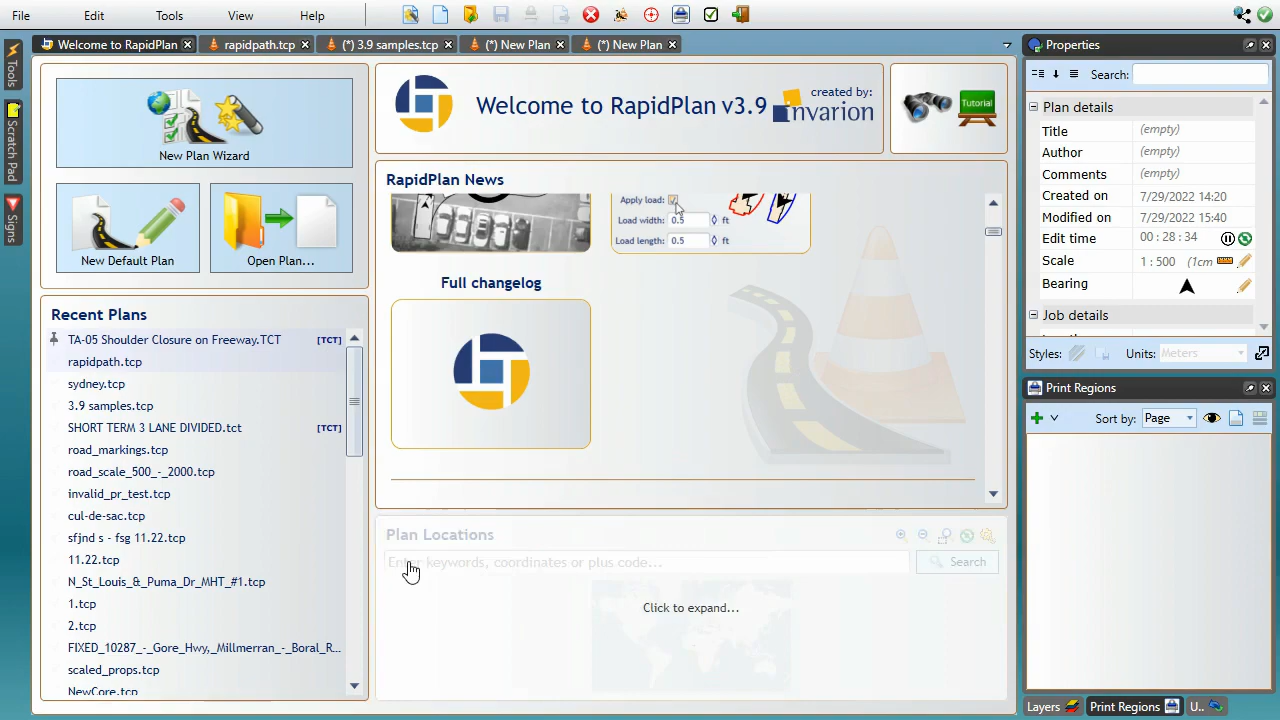 File Edit Tools View Help
Welcome to RapidPlan rapidpath.tcp (*) 3.9 samples.tcp (*) New Plan (*) New Plan
Tools
Scratch Pad
Signs
New Plan Wizard
New Default Plan
Open Plan...
Recent Plans
TA-05 Shoulder Closure on Freeway.TCT [TCT]
rapidpath.tcp
sydney.tcp
3.9 samples.tcp
SHORT TERM 3 LANE DIVIDED.tct [TCT]
road_markings.tcp
road_scale_500_-_2000.tcp
invalid_pr_test.tcp
cul-de-sac.tcp
sfjnd s - fsg 11.22.tcp
11.22.tcp
N_St_Louis_&_Puma_Dr_MHT_#1.tcp
1.tcp
2.tcp
FIXED_10287_-_Gore_Hwy,_Millmerran_-_Boral_R...
scaled_props.tcp
NewCore.tcp
Welcome to RapidPlan v3.9
created by:
invarion
Tutorial
RapidPlan News
Apply load:
Load width: 0.5 ft
Load length: 0.5 ft
Full changelog
Plan Locations
Enter keywords, coordinates or plus code...
Search
Click to expand...
Properties
Search:
Plan details
Title (empty)
Author (empty)
Comments (empty)
Created on 7/29/2022 14:20
Modified on 7/29/2022 15:40
Edit time 00 : 28 : 34
Scale 1 : 500 (1cm
Bearing
Job details
Styles: Units: Meters
Print Regions
Sort by: Page
Layers Print Regions U..